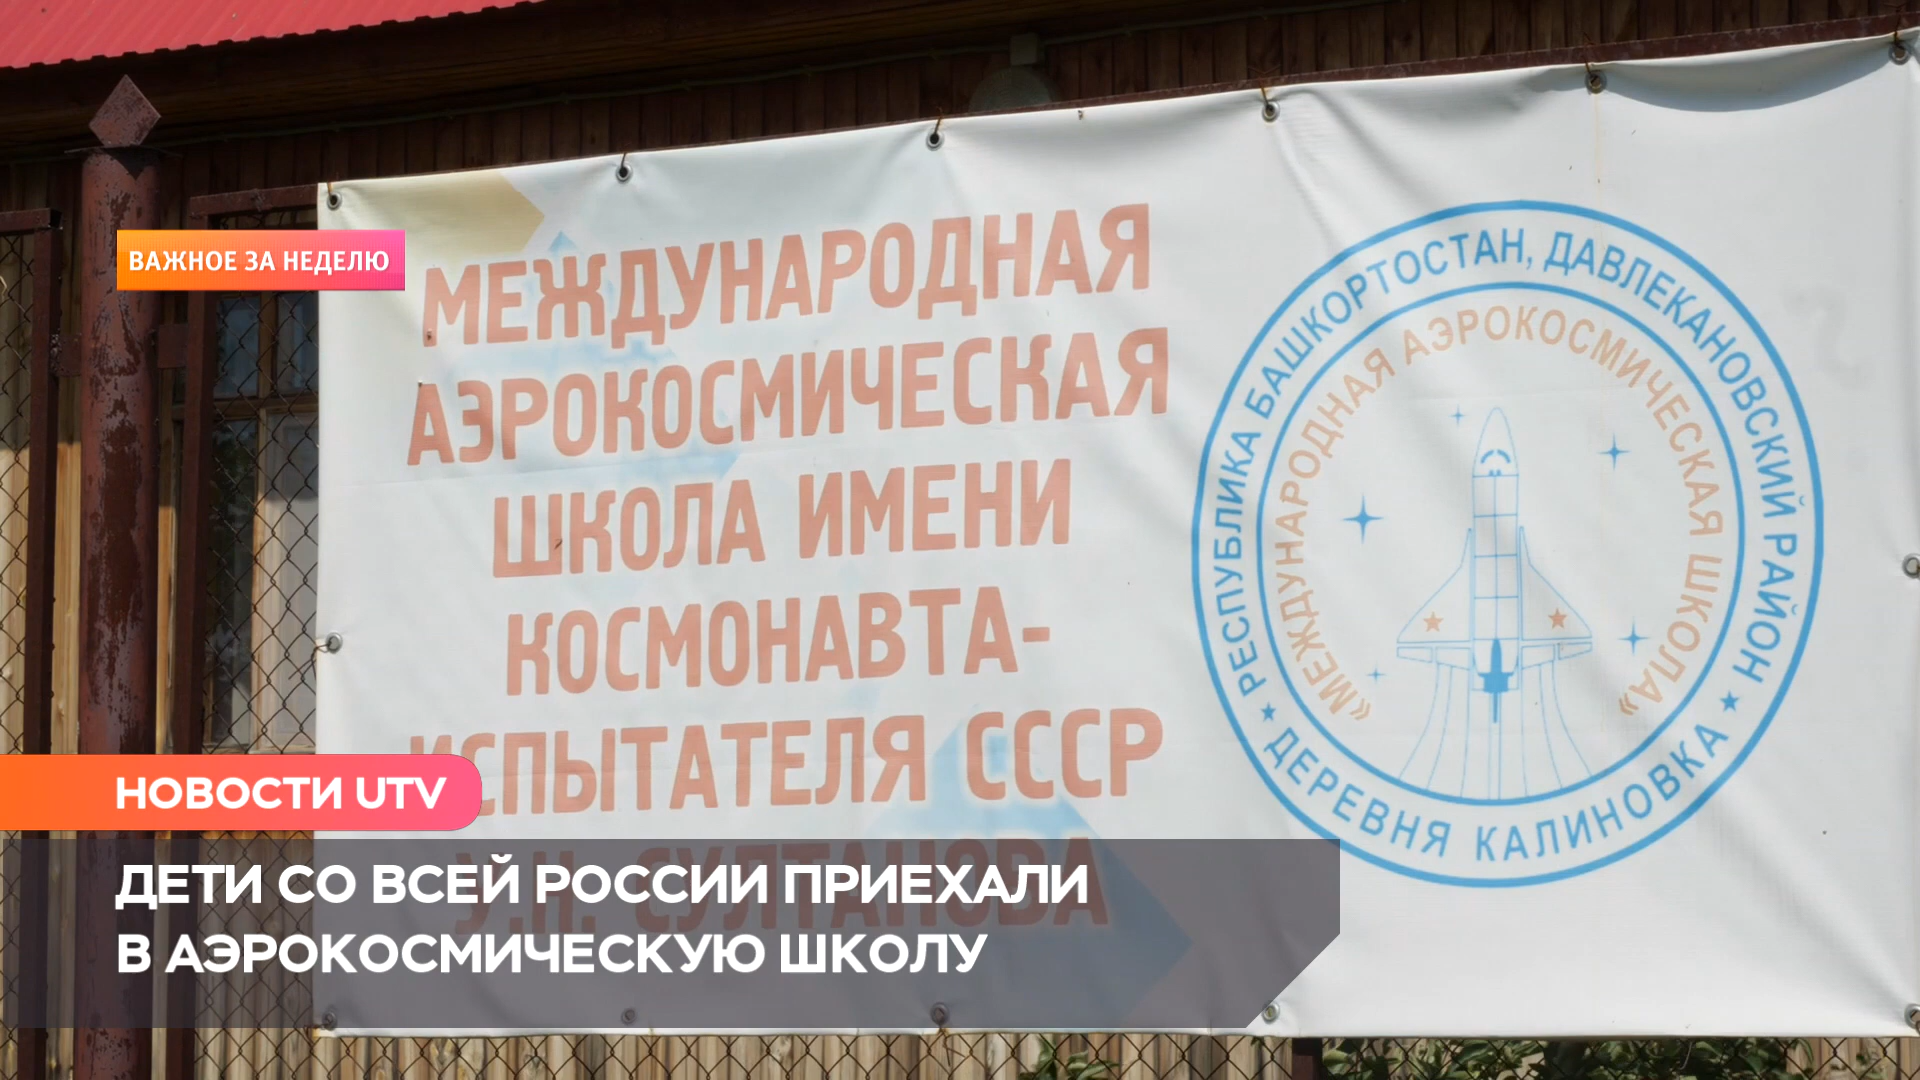 ВАЖНОЕ ЗА НЕДЕЛЮ
МЕЖДУНАРОДНАЯ
АЭРОКОСМИЧЕСКАЯ
ШКОЛА ИМЕНИ
КОСМОНАВТА-
ИСПЫТАТЕЛЯ СССР
У.Н. СУЛТАНОВА
РЕСПУБЛИКА БАШКОРТОСТАН, ДАВЛЕКАНОВСКИЙ РАЙОН
★ ДЕРЕВНЯ КАЛИНОВКА ★
«МЕЖДУНАРОДНАЯ АЭРОКОСМИЧЕСКАЯ ШКОЛА»
НОВОСТИ UTV
ДЕТИ СО ВСЕЙ РОССИИ ПРИЕХАЛИ
В АЭРОКОСМИЧЕСКУЮ ШКОЛУ